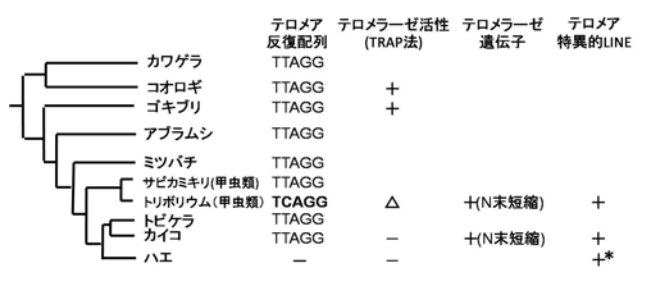 テロメア テロメラーゼ活性 テロメラーゼ テロメア
反復配列 (TRAP法) 遺伝子 特異的LINE
カワゲラ TTAGG
コオロギ TTAGG +
ゴキブリ TTAGG +
アブラムシ TTAGG
ミツバチ TTAGG
サビカミキリ(甲虫類) TTAGG
トリボリウム(甲虫類) TCAGG △ +(N末短縮) +
トビケラ TTAGG
カイコ TTAGG − +(N末短縮) +
ハエ − − +*